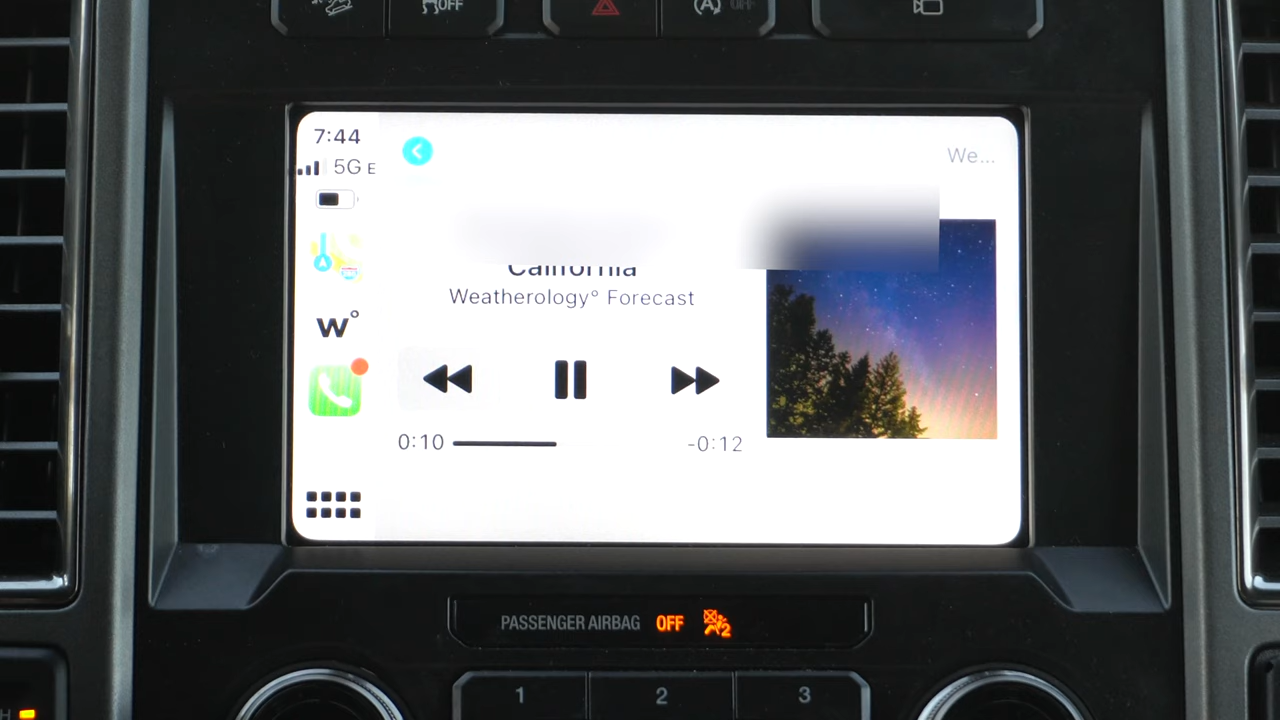 OFF
A OFF
7:44
5G E
We...
California
Weatherology° Forecast
w°
0:10
-0:12
PASSENGER AIRBAG OFF 2
1 2 3
H